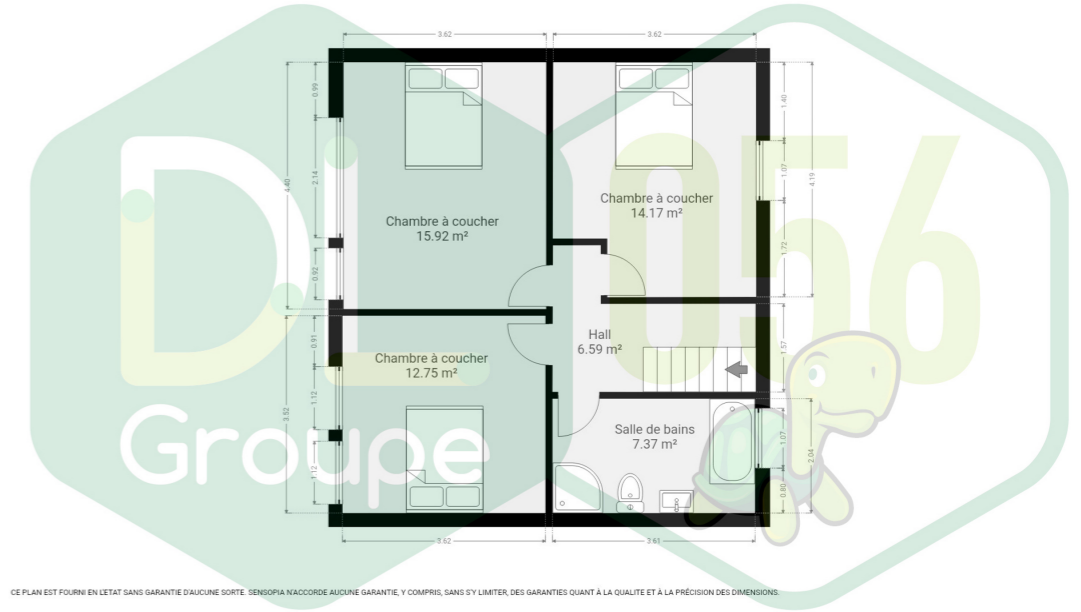 3.62
3.62
0.99
1.40
4.40
2.14
1.07
4.19
Chambre à coucher
14.17 m²
Chambre à coucher
15.92 m²
1.72
0.92
Hall
6.59 m²
0.91
1.57
Chambre à coucher
12.75 m²
3.52
1.12
Salle de bains
7.37 m²
1.07
2.04
1.12
0.80
3.62
3.61
DL
056
Groupe
CE PLAN EST FOURNI EN L'ETAT SANS GARANTIE D'AUCUNE SORTE. SENSOPIA N'ACCORDE AUCUNE GARANTIE, Y COMPRIS, SANS S'Y LIMITER, DES GARANTIES QUANT À LA QUALITE ET À LA PRÉCISION DES DIMENSIONS.